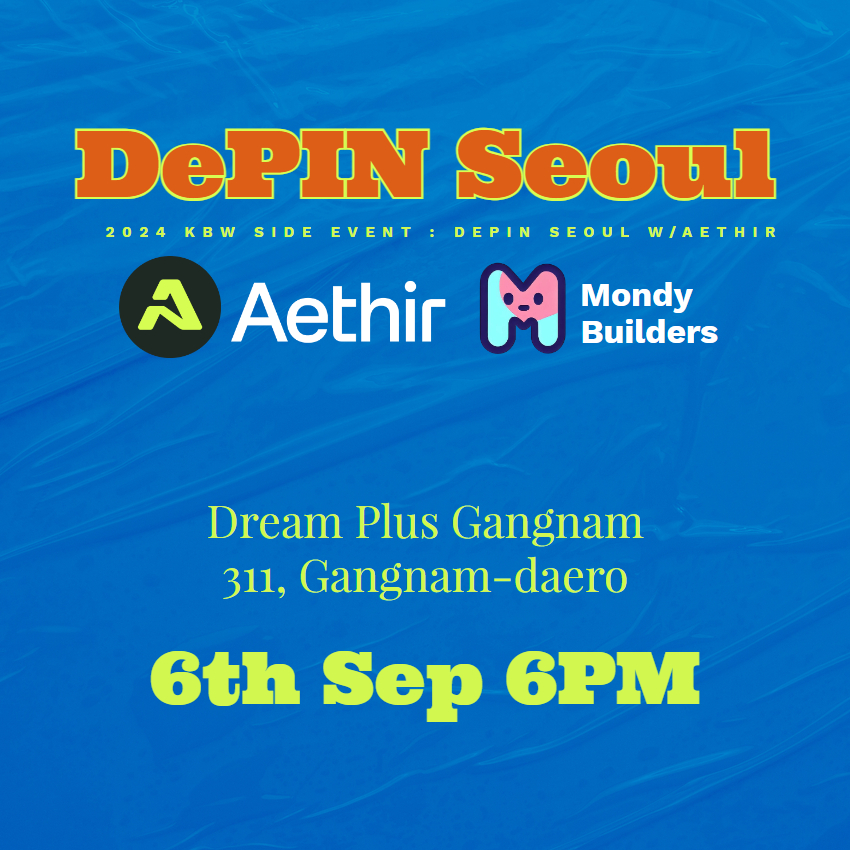 DePIN Seoul
2024 KBW SIDE EVENT : DEPIN SEOUL W/AETHIR
Aethir
Mondy
Builders
Dream Plus Gangnam
311, Gangnam-daero
6th Sep 6PM